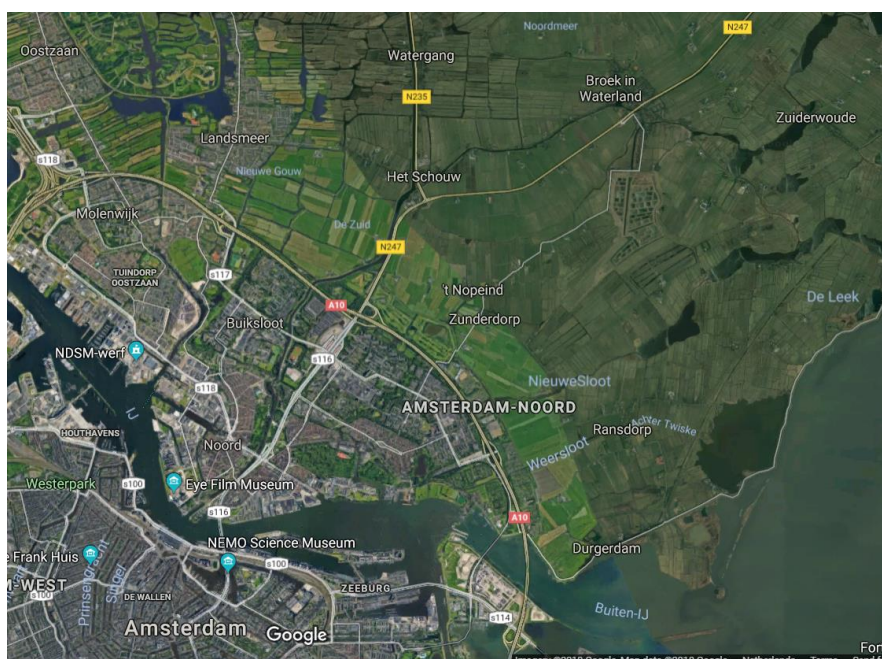 Noordmeer
N247
Oostzaan
Watergang
Broek in
Waterland
N235
Zuiderwoude
Landsmeer
s118
Nieuwe Gouw
Het Schouw
Molenwijk
De Zuid
N247
TUINDORP
OOSTZAAN
s117
't Nopeind
De Leek
A10
Zunderdorp
Buiksloot
NDSM-werf
s116
NieuweSloot
s118
AMSTERDAM-NOORD
IJ
HOUTHAVENS
Noord
Ransdorp
Achter Twiske
Weersloot
Westerpark
s100
Eye Film Museum
s116
A10
NEMO Science Museum
Durgerdam
e Frank Huis
s100
M-WEST
Prinsengracht
Singel
s100
DE WALLEN
ZEEBURG
s114
Buiten-IJ
Amsterdam
Google
For